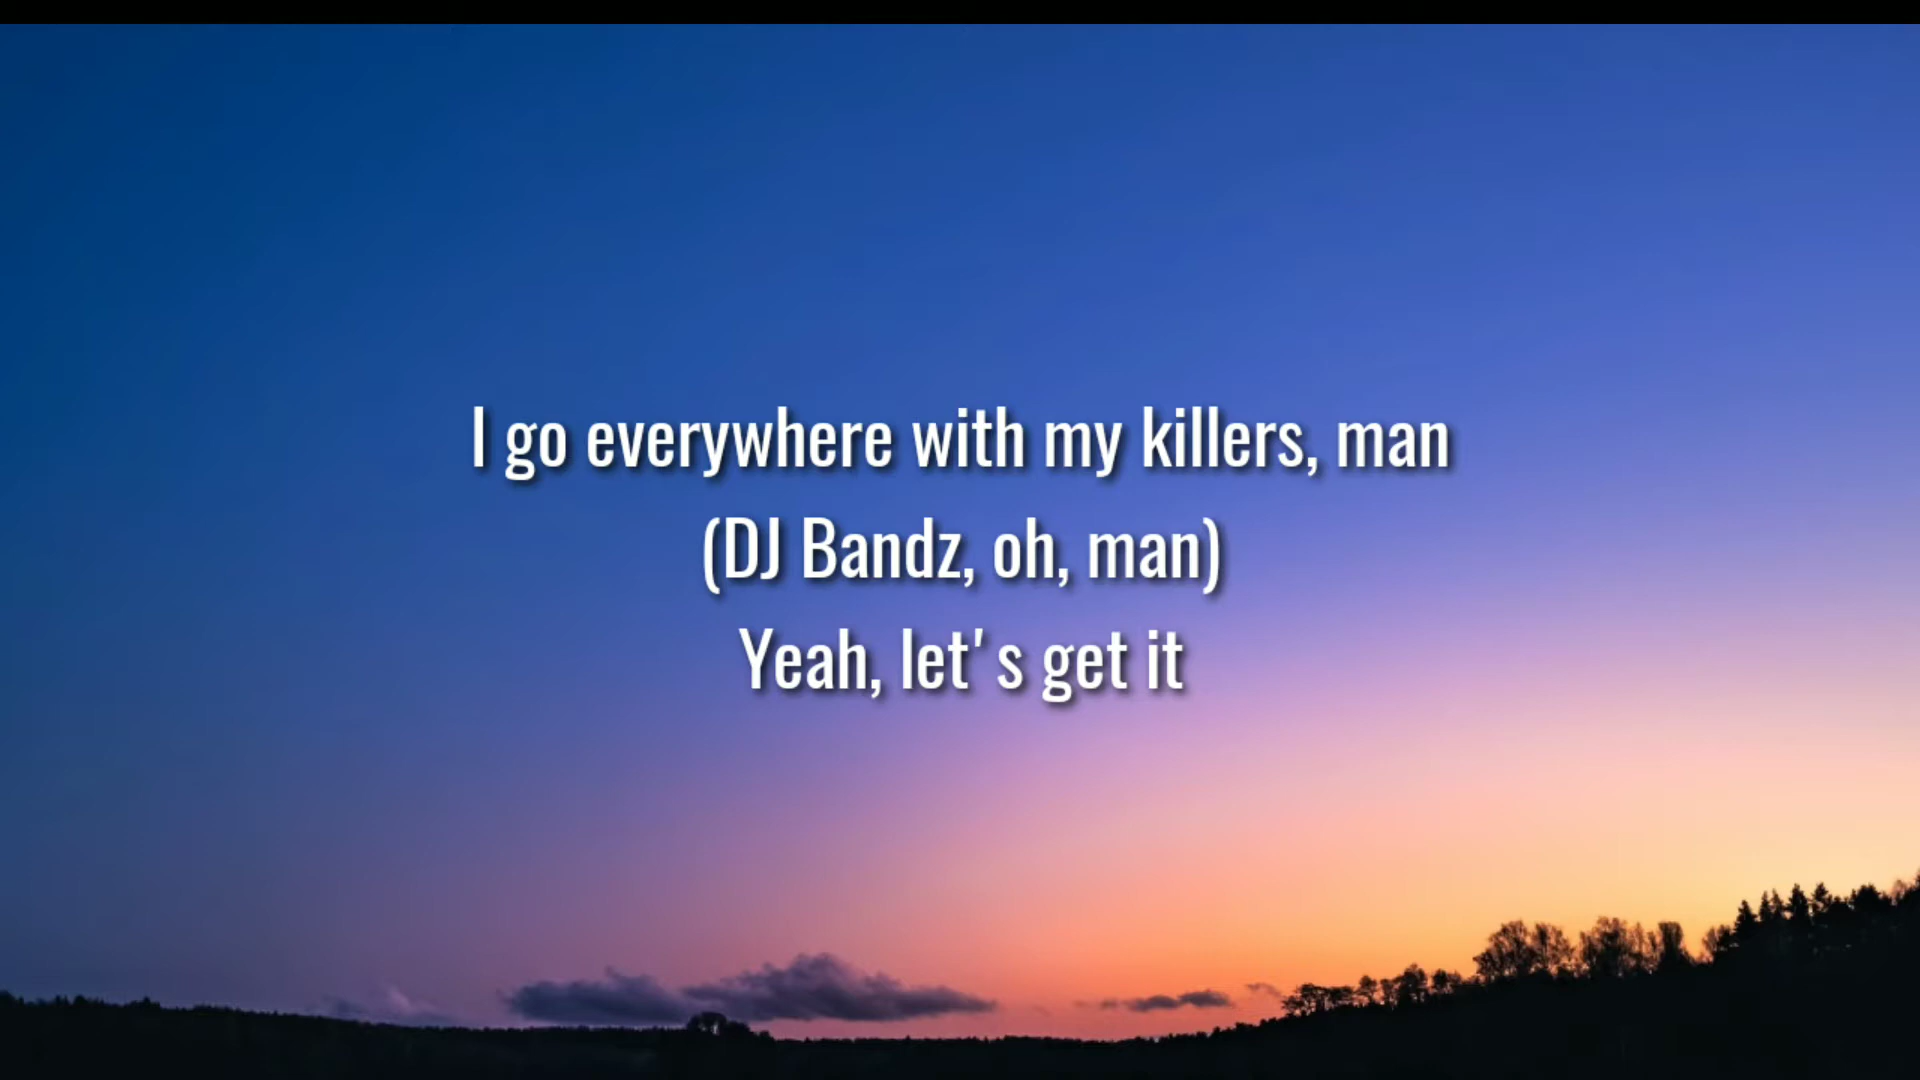 I go everywhere with my killers, man
(DJ Bandz, oh, man)
Yeah, let's get it